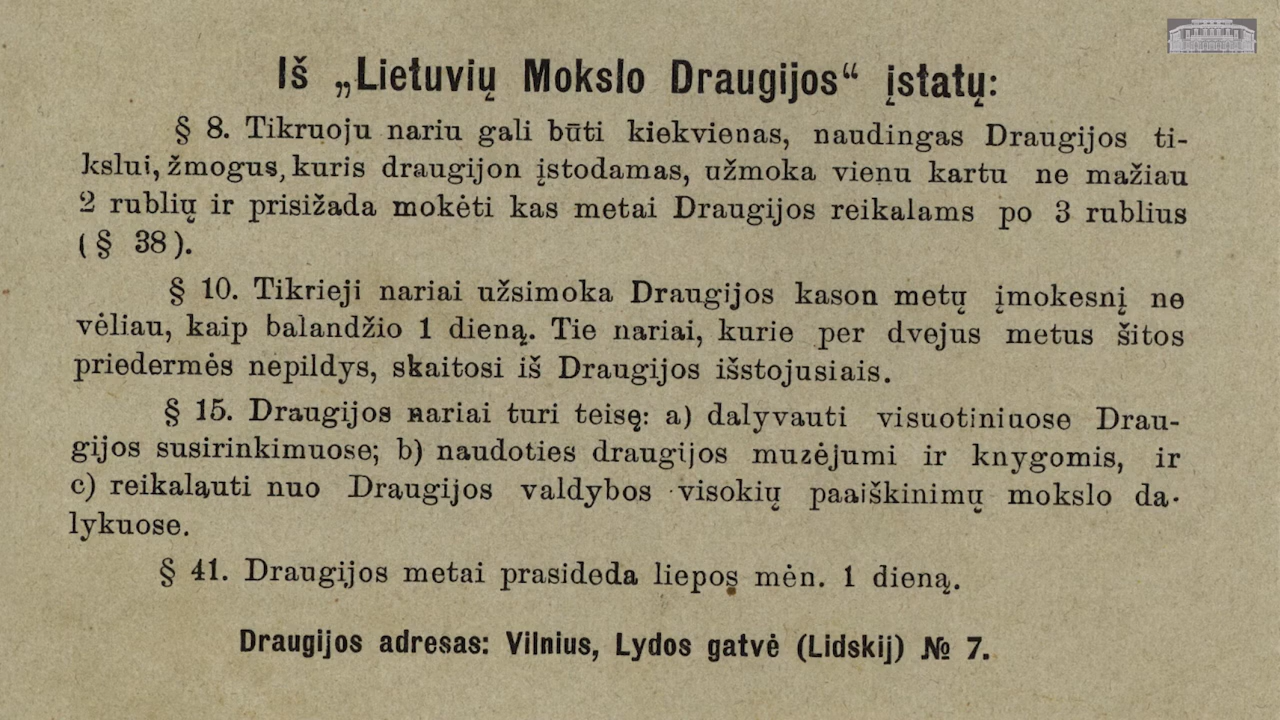 Iš „Lietuvių Mokslo Draugijos“ įstatų:
§ 8. Tikruoju nariu gali būti kiekvienas, naudingas Draugijos ti-
kslui, žmogus, kuris draugijon įstodamas, užmoka vienu kartu ne mažiau
2 rublių ir prisižada mokėti kas metai Draugijos reikalams po 3 rublius
(§ 38).
§ 10. Tikrieji nariai užsimoka Draugijos kason metų įmokesnį ne
vėliau, kaip balandžio 1 dieną. Tie nariai, kurie per dvejus metus šitos
priedermės nepildys, skaitosi iš Draugijos išstojusiais.
§ 15. Draugijos nariai turi teisę: a) dalyvauti visuotiniuose Drau-
gijos susirinkimuose; b) naudoties draugijos muzėjumi ir knygomis, ir
c) reikalauti nuo Draugijos valdybos visokių paaiškinimų mokslo da-
lykuose.
§ 41. Draugijos metai prasideda liepos mėn. 1 dieną.
Draugijos adresas: Vilnius, Lydos gatvė (Lidskij) № 7.